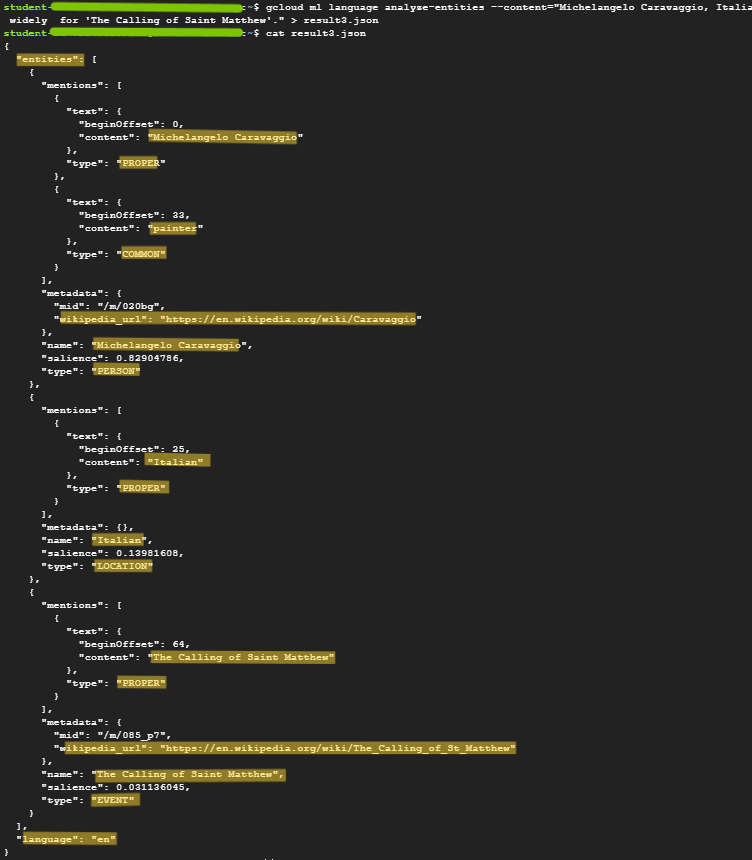 student-                :~$ gcloud ml language analyse-entities --content="Michelangelo Caravaggio, Italia
widely  for 'The Calling of Saint Matthew'." > result3.json
student-                :~$ cat result3.json
{
  "entities": [
    {
      "mentions": [
        {
          "text": {
            "beginOffset": 0,
            "content": "Michelangelo Caravaggio"
          },
          "type": "PROPER"
        },
        {
          "text": {
            "beginOffset": 33,
            "content": "painter"
          },
          "type": "COMMON"
        }
      ],
      "metadata": {
        "mid": "/m/020bg",
        "wikipedia_url": "https://en.wikipedia.org/wiki/Caravaggio"
      },
      "name": "Michelangelo Caravaggio",
      "salience": 0.82904786,
      "type": "PERSON"
    },
    {
      "mentions": [
        {
          "text": {
            "beginOffset": 25,
            "content": "Italian"
          },
          "type": "PROPER"
        }
      ],
      "metadata": {},
      "name": "Italian",
      "salience": 0.13981608,
      "type": "LOCATION"
    },
    {
      "mentions": [
        {
          "text": {
            "beginOffset": 64,
            "content": "The Calling of Saint Matthew"
          },
          "type": "PROPER"
        }
      ],
      "metadata": {
        "mid": "/m/085_p7",
        "wikipedia_url": "https://en.wikipedia.org/wiki/The_Calling_of_St_Matthew"
      },
      "name": "The Calling of Saint Matthew",
      "salience": 0.031136045,
      "type": "EVENT"
    }
  ],
  "language": "en"
}